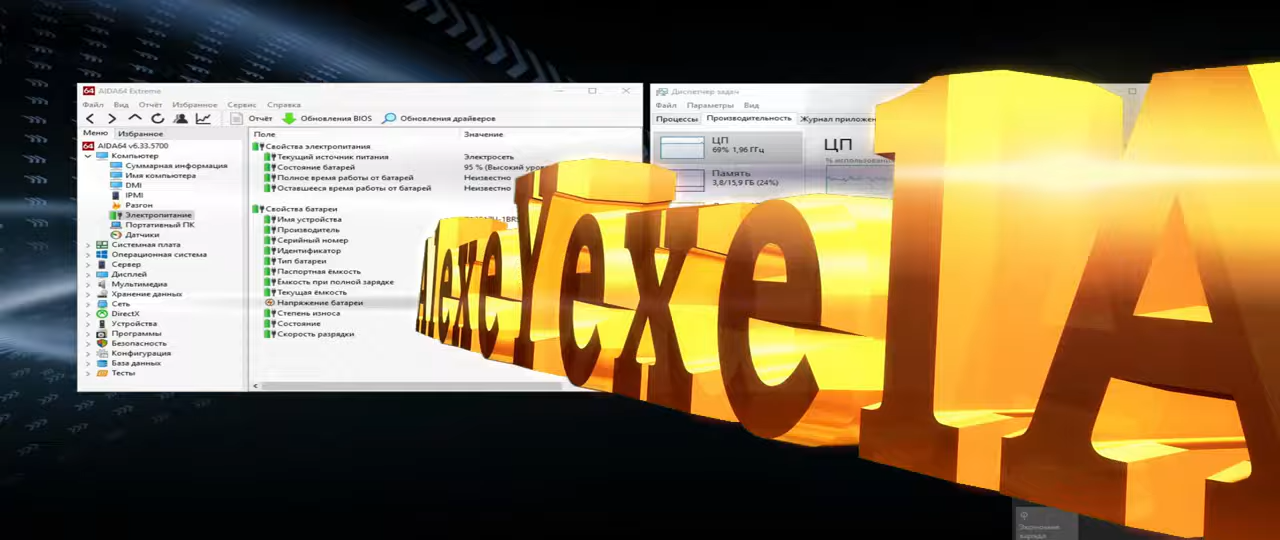 AIDA64 Extreme
Файл Вид Отчёт Избранное Сервис Справка
Отчёт Обновления BIOS Обновления драйверов
Меню Избранное
AIDA64 v6.33.5700
Компьютер
Суммарная информация
Имя компьютера
DMI
IPMI
Разгон
Электропитание
Портативный ПК
Датчики
Системная плата
Операционная система
Сервер
Дисплей
Мультимедиа
Хранение данных
Сеть
DirectX
Устройства
Программы
Безопасность
Конфигурация
База данных
Тесты
Поле Значение
Свойства электропитания
Текущий источник питания Электросеть
Состояние батарей 95 % (Высокий
Полное время работы от батарей Неизвестно
Оставшееся время работы от батарей Неизвестно
Свойства батареи
Имя устройства
Производитель
Серийный номер
Идентификатор
Тип батареи
Паспортная ёмкость
Ёмкость при полной зарядке
Текущая ёмкость
Напряжение батареи
Степень износа
Состояние
Скорость разрядки
Диспетчер задач
Файл Параметры Вид
Процессы Производительность Журнал
ЦП
69% 1,96 ГГц
Память
3,8/15,9 ГБ (24%)
ЦП
% использования
AlexeYexelA
Экономия
заряда